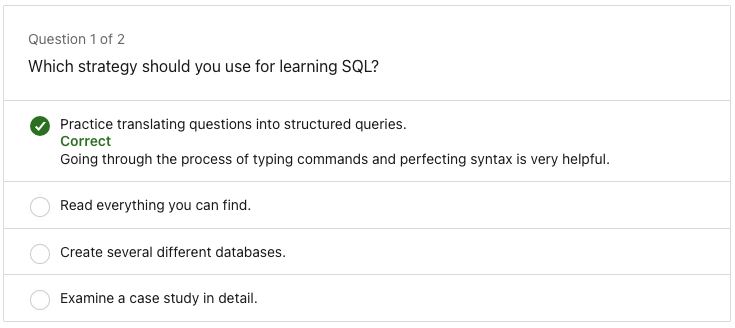 Question 1 of 2
Which strategy should you use for learning SQL?
Practice translating questions into structured queries.
Correct
Going through the process of typing commands and perfecting syntax is very helpful.
Read everything you can find.
Create several different databases.
Examine a case study in detail.